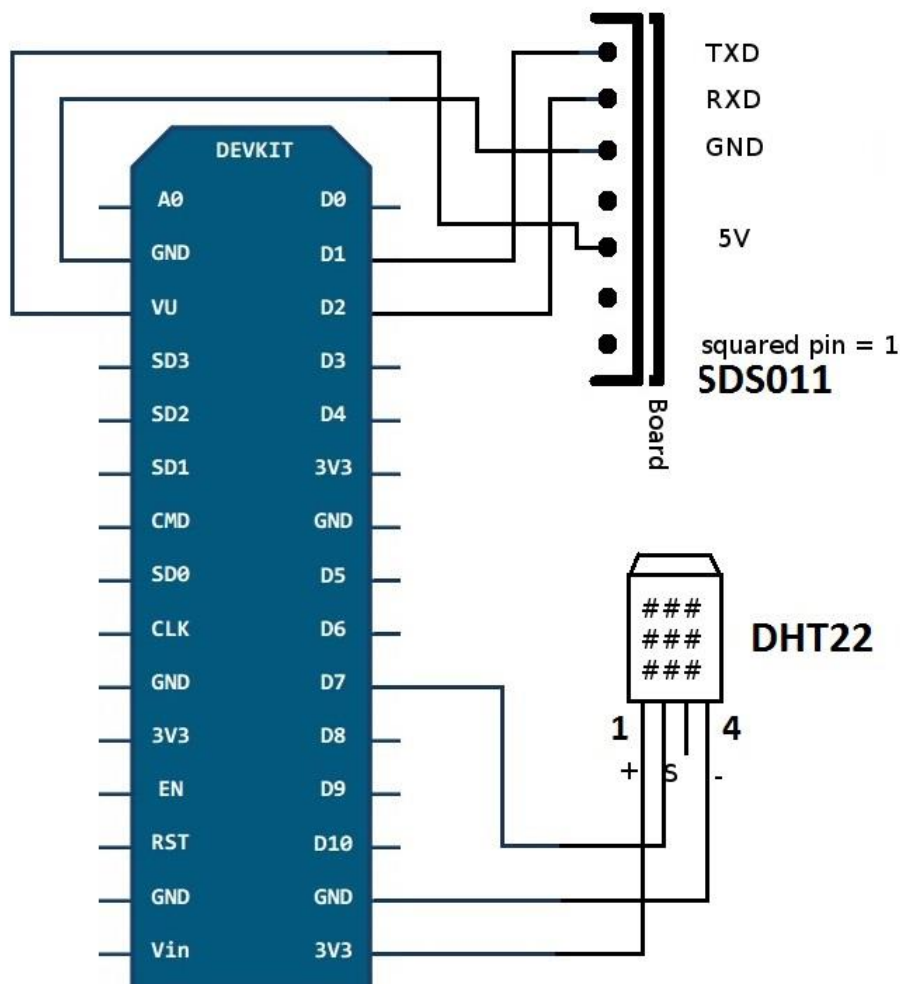 DEVKIT
A0 D0
GND D1
VU D2
SD3 D3
SD2 D4
SD1 3V3
CMD GND
SD0 D5
CLK D6
GND D7
3V3 D8
EN D9
RST D10
GND GND
Vin 3V3
TXD
RXD
GND
5V
squared pin = 1
SDS011
Board
###
###
###
DHT22
1 4
+ S -